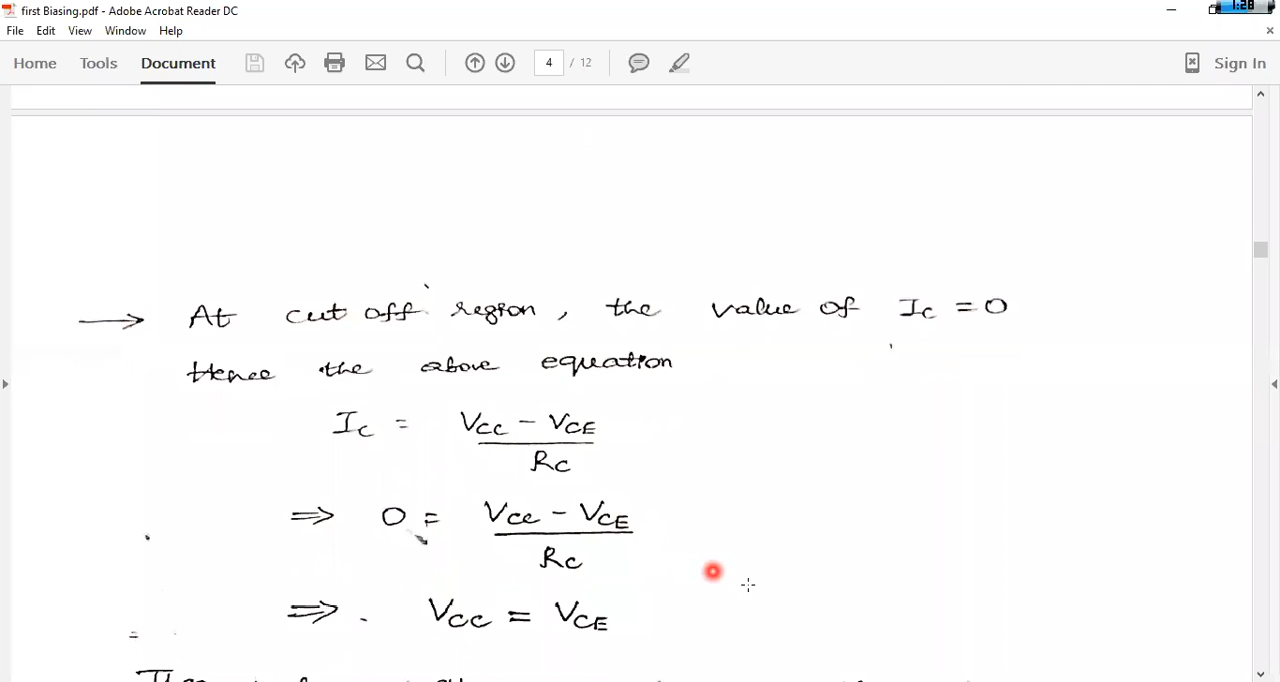 first Biasing.pdf - Adobe Acrobat Reader DC
1:28
File Edit View Window Help
Home Tools Document 4 / 12 Sign In
At cut off region, the value of Ic = 0
Hence the above equation
Ic = Vcc - VCE
Rc
⇒ 0 = Vcc - VCE
Rc
⇒ Vcc = VCE